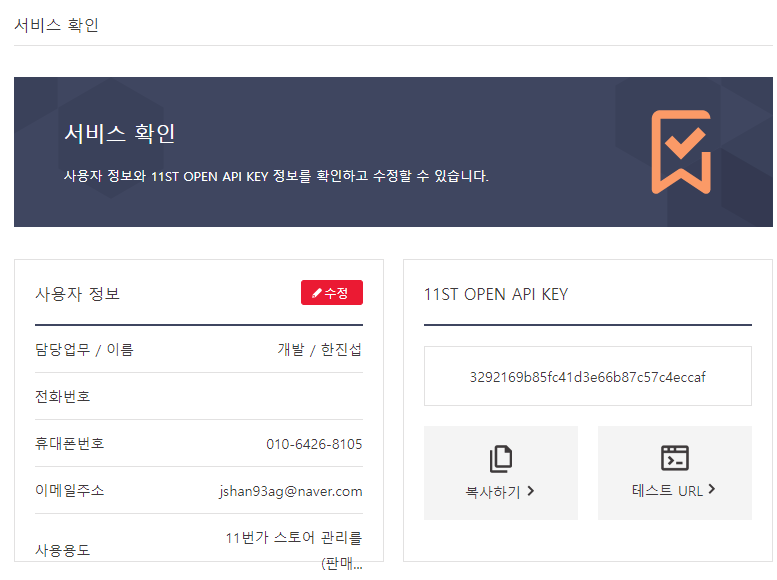 서비스 확인
서비스 확인
사용자 정보와 11ST OPEN API KEY 정보를 확인하고 수정할 수 있습니다.
사용자 정보
수정
담당업무 / 이름
개발 / 한진섭
전화번호
휴대폰번호
010-6426-8105
이메일주소
jshan93ag@naver.com
사용용도
11번가 스토어 관리를
(판매...
11ST OPEN API KEY
3292169b85fc41d3e66b87c57c4eccaf
복사하기
테스트 URL